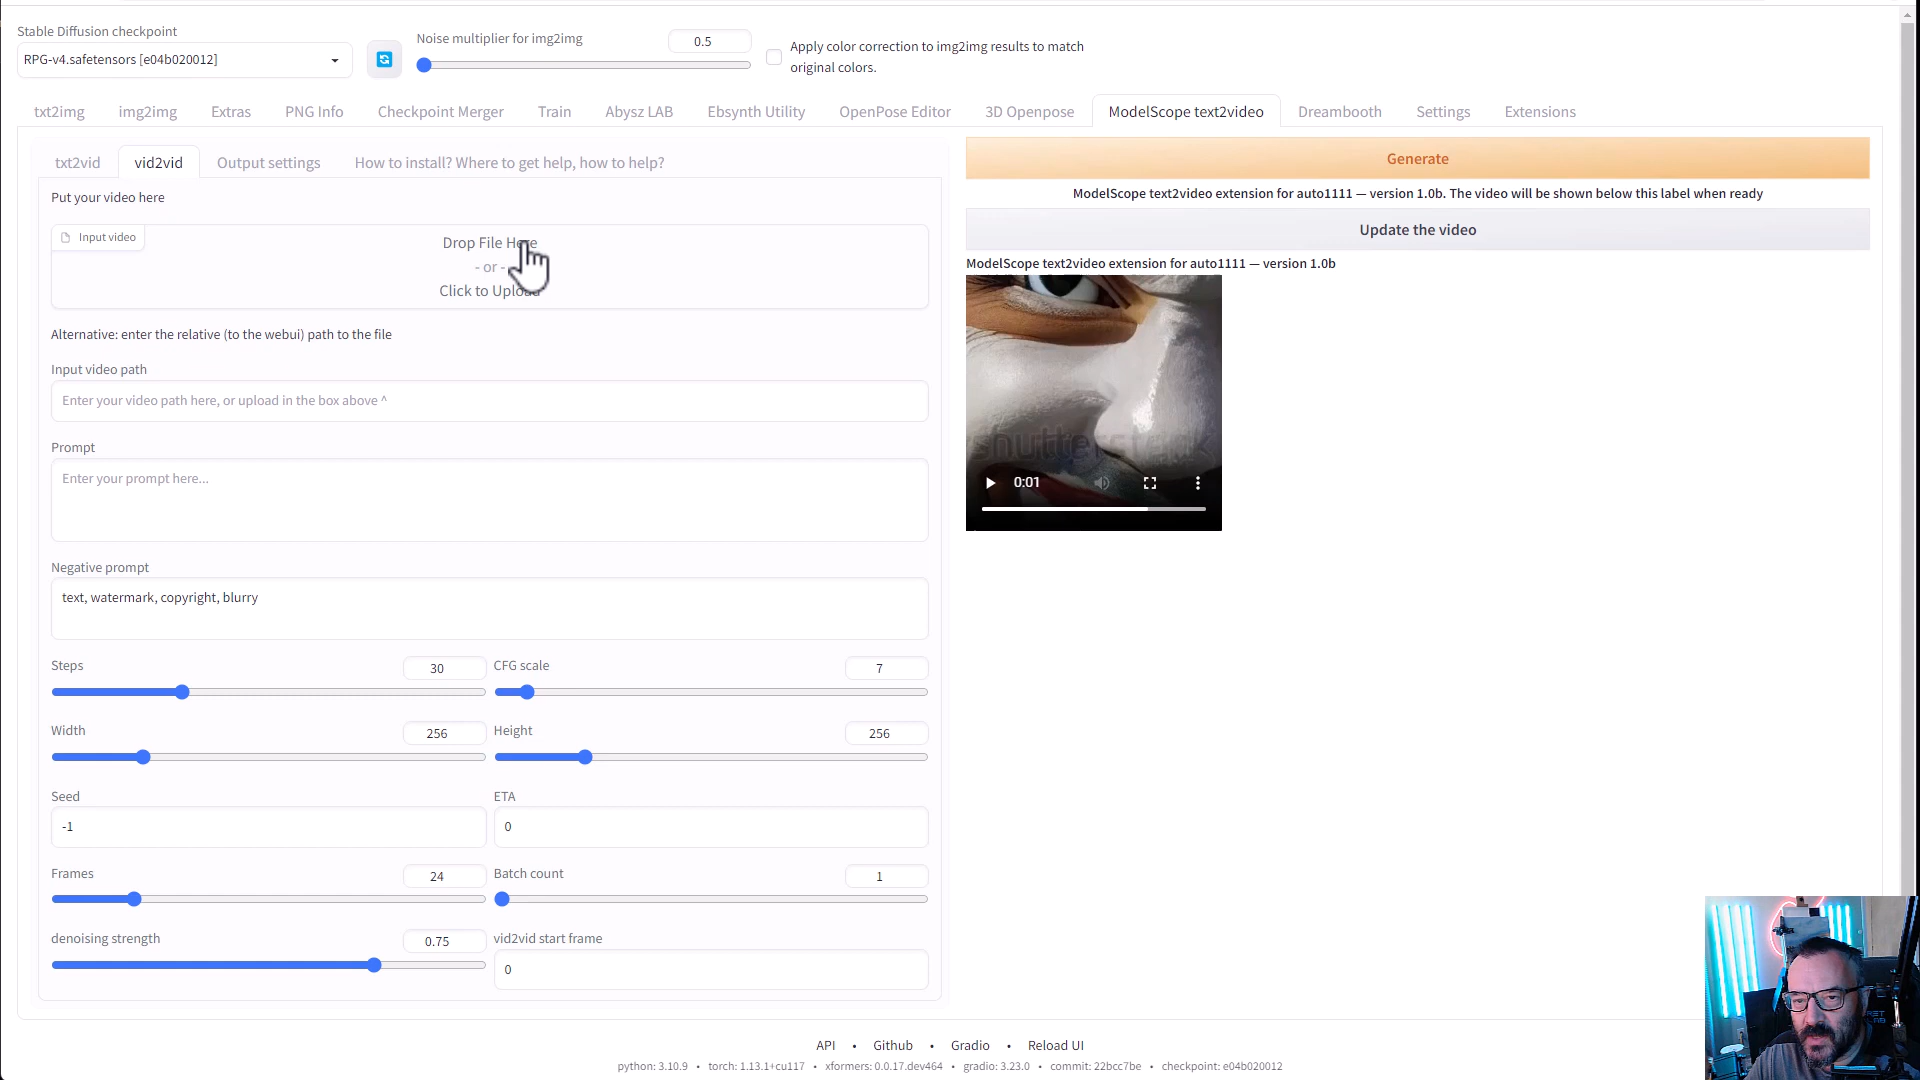 Stable Diffusion checkpoint
RPG-v4.safetensors [e04b020012]
Noise multiplier for img2img
0.5
Apply color correction to img2img results to match
original colors.
txt2img
img2img
Extras
PNG Info
Checkpoint Merger
Train
Abysz LAB
Ebsynth Utility
OpenPose Editor
3D Openpose
ModelScope text2video
Dreambooth
Settings
Extensions
txt2vid
vid2vid
Output settings
How to install? Where to get help, how to help?
Put your video here
Input video
Drop File Here
- or -
Click to Upload
Alternative: enter the relative (to the webui) path to the file
Input video path
Enter your video path here, or upload in the box above ^
Prompt
Enter your prompt here...
Negative prompt
text, watermark, copyright, blurry
Steps
30
CFG scale
7
Width
256
Height
256
Seed
-1
ETA
0
Frames
24
Batch count
1
denoising strength
0.75
vid2vid start frame
0
Generate
ModelScope text2video extension for auto1111 — version 1.0b. The video will be shown below this label when ready
Update the video
ModelScope text2video extension for auto1111 — version 1.0b
shutterstock
0:01
API • Github • Gradio • Reload UI
python: 3.10.9 • torch: 1.13.1+cu117 • xformers: 0.0.17.dev464 • gradio: 3.23.0 • commit: 22bcc7be • checkpoint: e04b020012